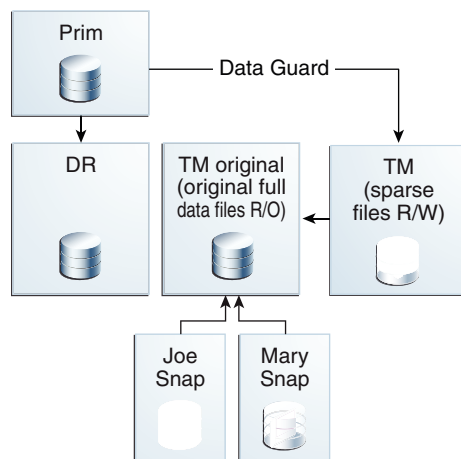 Prim
Data Guard
DR
TM original
(original full
data files R/O)
TM
(sparse
files R/W)
Joe
Snap
Mary
Snap